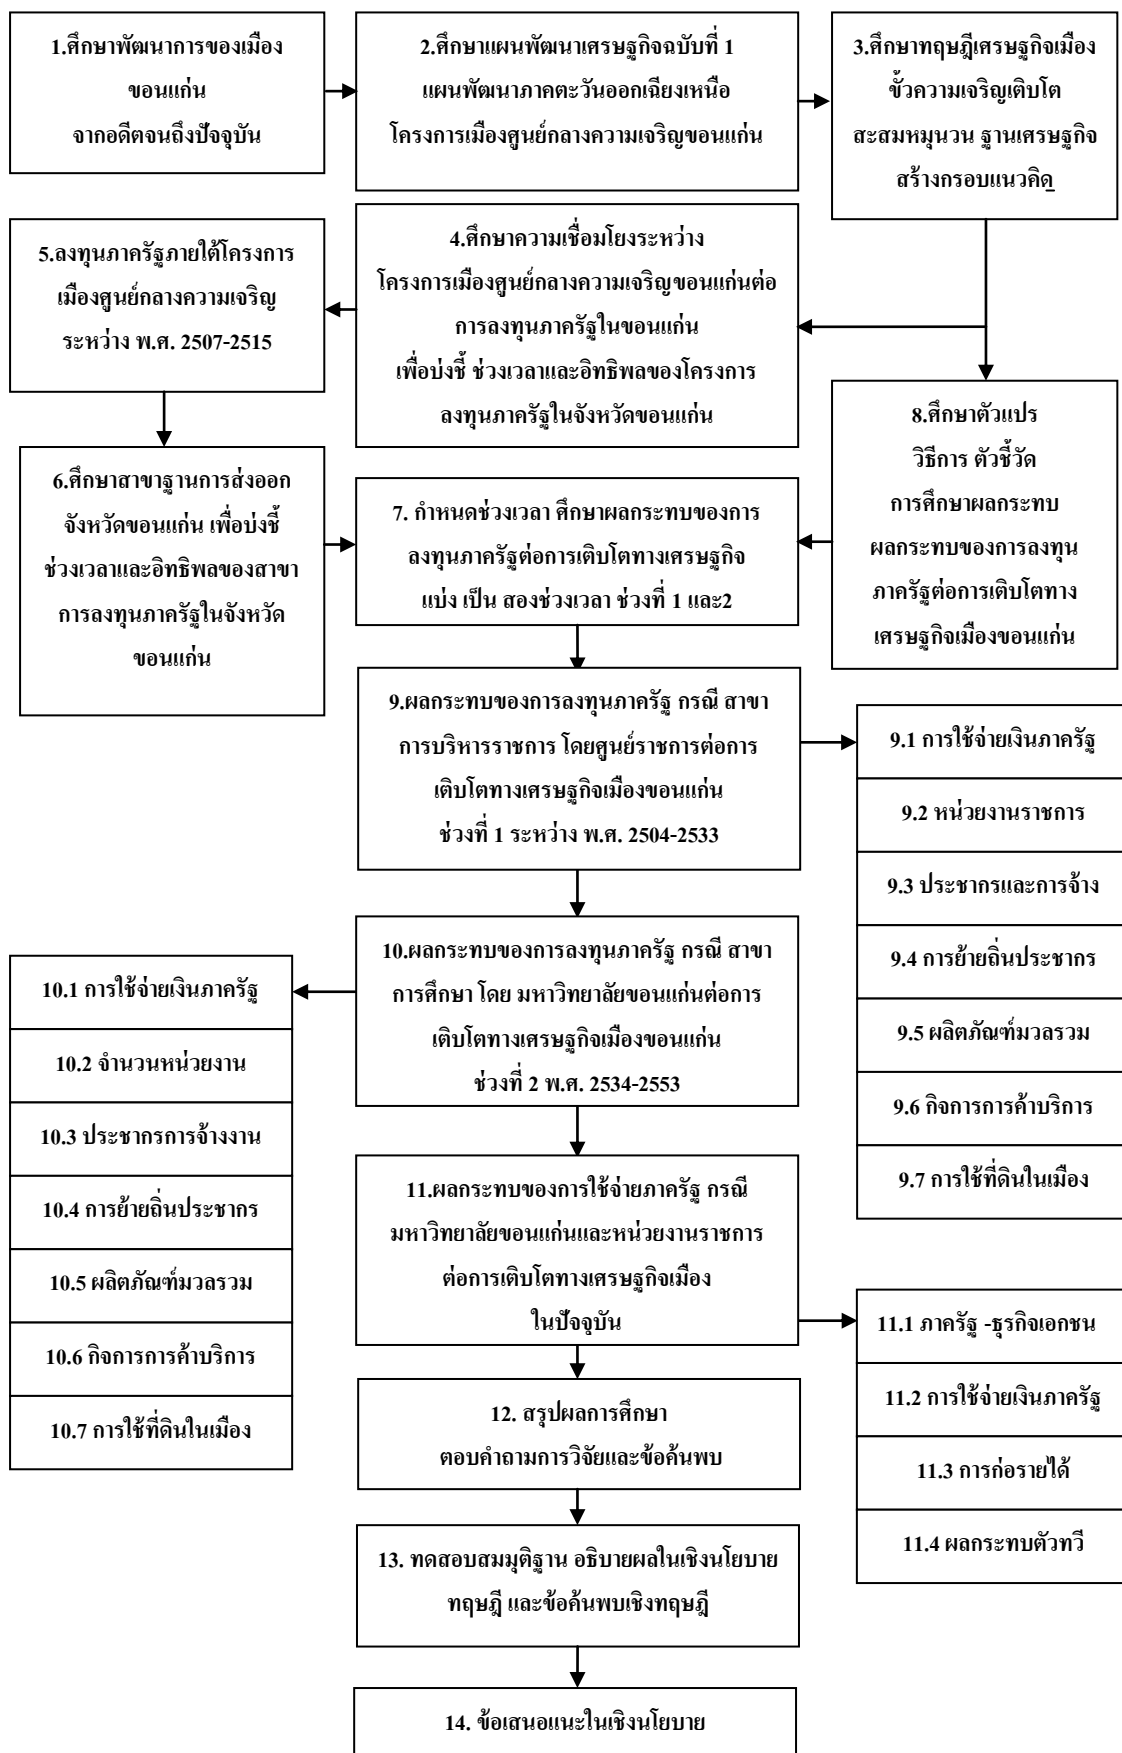 1.ศึกษาพัฒนาการของเมือง
ขอนแก่น
จากอดีตจนถึงปัจจุบัน
2.ศึกษาแผนพัฒนาเศรษฐกิจฉบับที่ 1
แผนพัฒนาภาคตะวันออกเฉียงเหนือ
โครงการเมืองศูนย์กลางความเจริญขอนแก่น
3.ศึกษาทฤษฎีเศรษฐกิจเมือง
ขั้วความเจริญเติบโต
สะสมหมุนวน ฐานเศรษฐกิจ
สร้างกรอบแนวคิด
4.ศึกษาความเชื่อมโยงระหว่าง
โครงการเมืองศูนย์กลางความเจริญขอนแก่นต่อ
การลงทุนภาครัฐในขอนแก่น
เพื่อบ่งชี้ ช่วงเวลาและอิทธิพลของโครงการ
ลงทุนภาครัฐในจังหวัดขอนแก่น
5.ลงทุนภาครัฐภายใต้โครงการ
เมืองศูนย์กลางความเจริญ
ระหว่าง พ.ศ. 2507-2515
6.ศึกษาสาขาฐานการส่งออก
จังหวัดขอนแก่น เพื่อบ่งชี้
ช่วงเวลาและอิทธิพลของสาขา
การลงทุนภาครัฐในจังหวัด
ขอนแก่น
7. กำหนดช่วงเวลา ศึกษาผลกระทบของการ
ลงทุนภาครัฐต่อการเติบโตทางเศรษฐกิจ
แบ่ง เป็น สองช่วงเวลา ช่วงที่ 1 และ2
8.ศึกษาตัวแปร
วิธีการ ตัวชี้วัด
การศึกษาผลกระทบ
ผลกระทบของการลงทุน
ภาครัฐต่อการเติบโตทาง
เศรษฐกิจเมืองขอนแก่น
9.ผลกระทบของการลงทุนภาครัฐ กรณี สาขา
การบริหารราชการ โดยศูนย์ราชการต่อการ
เติบโตทางเศรษฐกิจเมืองขอนแก่น
ช่วงที่ 1 ระหว่าง พ.ศ. 2504-2533
9.1 การใช้จ่ายเงินภาครัฐ
9.2 หน่วยงานราชการ
9.3 ประชากรและการจ้าง
9.4 การย้ายถิ่นประชากร
9.5 ผลิตภัณฑ์มวลรวม
9.6 กิจการการค้าบริการ
9.7 การใช้ที่ดินในเมือง
10.ผลกระทบของการลงทุนภาครัฐ กรณี สาขา
การศึกษา โดย มหาวิทยาลัยขอนแก่นต่อการ
เติบโตทางเศรษฐกิจเมืองขอนแก่น
ช่วงที่ 2 พ.ศ. 2534-2553
10.1 การใช้จ่ายเงินภาครัฐ
10.2 จำนวนหน่วยงาน
10.3 ประชากรการจ้างงาน
10.4 การย้ายถิ่นประชากร
10.5 ผลิตภัณฑ์มวลรวม
10.6 กิจการการค้าบริการ
10.7 การใช้ที่ดินในเมือง
11.ผลกระทบของการใช้จ่ายภาครัฐ กรณี
มหาวิทยาลัยขอนแก่นและหน่วยงานราชการ
ต่อการเติบโตทางเศรษฐกิจเมือง
ในปัจจุบัน
11.1 ภาครัฐ -ธุรกิจเอกชน
11.2 การใช้จ่ายเงินภาครัฐ
11.3 การก่อรายได้
11.4 ผลกระทบตัวทวี
12. สรุปผลการศึกษา
ตอบคำถามการวิจัยและข้อค้นพบ
13. ทดสอบสมมุติฐาน อธิบายผลในเชิงนโยบาย
ทฤษฎี และข้อค้นพบเชิงทฤษฎี
14. ข้อเสนอแนะในเชิงนโยบาย